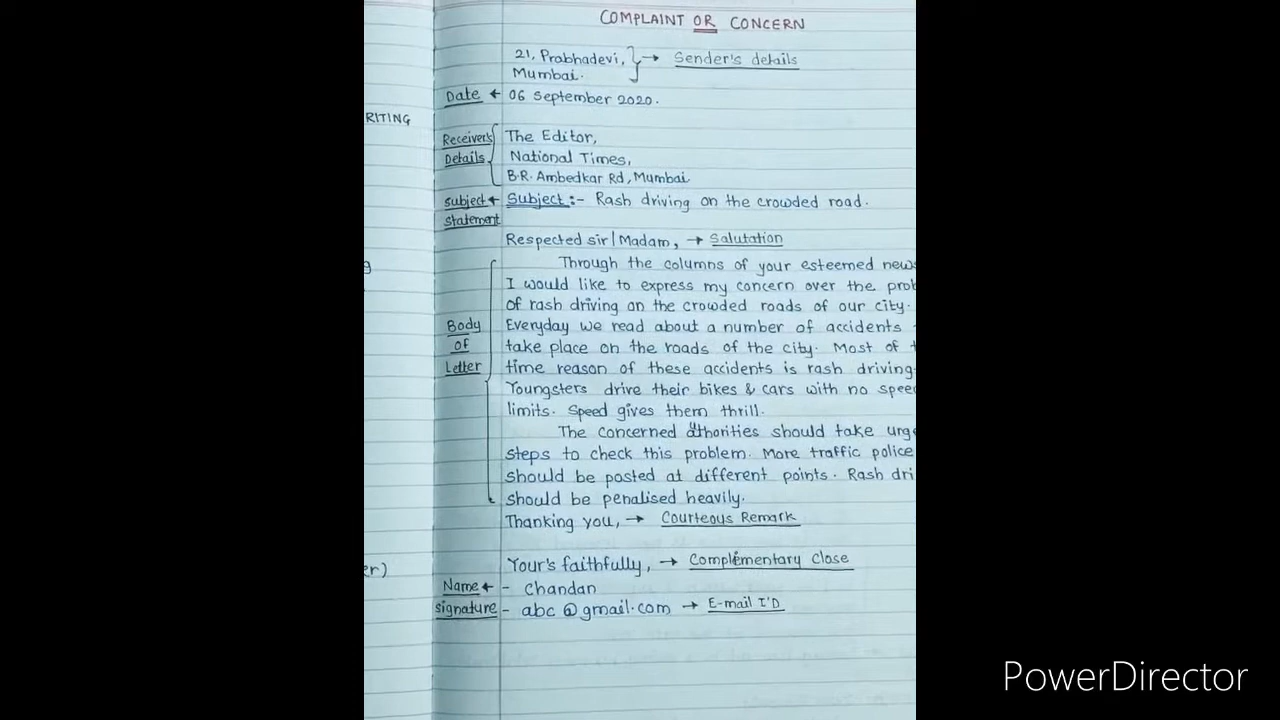 COMPLAINT OR CONCERN
21, Prabhadevi, } → Sender's details
Mumbai.
Date ← 06 September 2020.
RITING
Receiver's The Editor,
Details National Times,
B.R. Ambedkar Rd, Mumbai
Subject ← Subject :- Rash driving on the crowded road.
Statement
Respected sir / Madam, → Salutation
g
Through the columns of your esteemed news
I would like to express my concern over the prob
of rash driving on the crowded roads of our city.
Body Everyday we read about a number of accidents
of take place on the roads of the city. Most of t
Letter time reason of these accidents is rash driving.
Youngsters drive their bikes & cars with no spee
limits. Speed gives them thrill.
The concerned authorities should take urge
steps to check this problem. More traffic police
should be posted at different points. Rash dri
should be penalised heavily.
Thanking you, → Courteous Remark
Your's faithfully, → Complementary Close
er)
Name ← - Chandan
signature - abc @gmail.com → E-mail I'D
PowerDirector